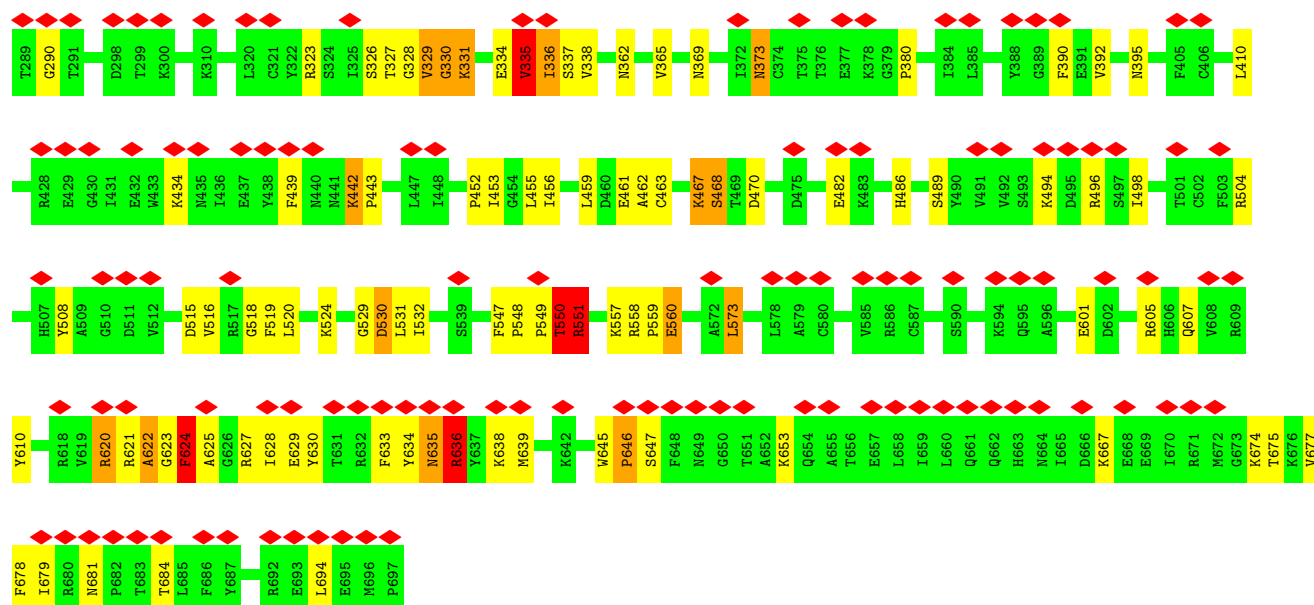 T289 G290 T291 D298 T299 K300 K310 L320 C321 Y322 R323 S324 I325 S326 T327 G328 V329 G330 K331 E334 V335 I336 S337 V338 N362 V365 N369 I372 N373 C374 T375 T376 E377 K378 G379 P380 I384 L385 Y388 G389 F390 E391 V392 N395 F405 C406 L410
R428 E429 G430 I431 E432 W433 K434 N435 I436 E437 Y438 F439 N440 N441 K442 P443 L447 I448 P452 I453 G454 L455 I456 L459 D460 E461 A462 C463 K467 S468 T469 D470 D475 E482 K483 H486 S489 Y490 V491 V492 S493 K494 D495 R496 S497 I498 T501 C502 F503 R504
H507 Y508 A509 G510 D511 V512 D515 V516 R517 G518 F519 L520 K524 G529 D530 L531 I532 S539 F547 P548 P549 T550 R551 K557 R558 P559 E560 A572 L573 L578 A579 C580 V585 R586 C587 S590 K594 Q595 A596 E601 D602 R605 H606 Q607 V608 R609
Y610 R618 V619 R620 R621 A622 G623 F624 A625 G626 R627 I628 E629 Y630 T631 R632 F633 Y634 N635 R636 Y637 K638 M639 K642 W645 P646 S647 F648 N649 G650 T651 A652 K653 Q654 A655 T656 E657 L658 I659 L660 Q661 Q662 H663 N664 I665 D666 K667 E668 E669 I670 R671 M672 G673 K674 T675 K676 V677
F678 I679 R680 N681 P682 T683 T684 L685 F686 Y687 R692 E693 L694 E695 M696 P697